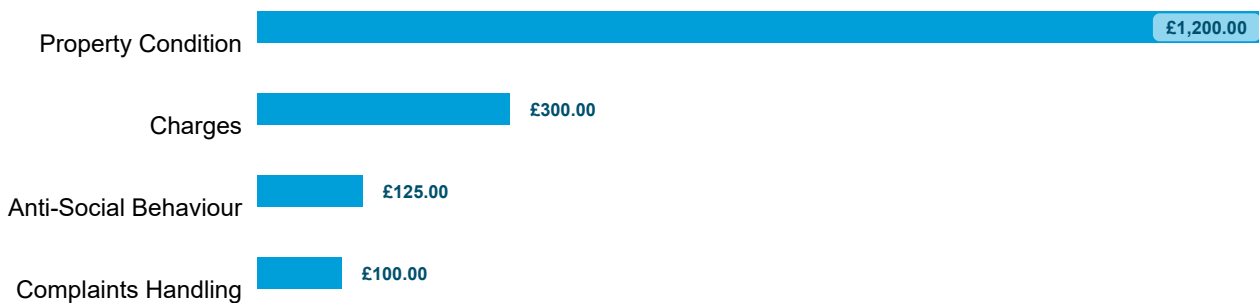 Property Condition £1,200.00
Charges £300.00
Anti-Social Behaviour £125.00
Complaints Handling £100.00